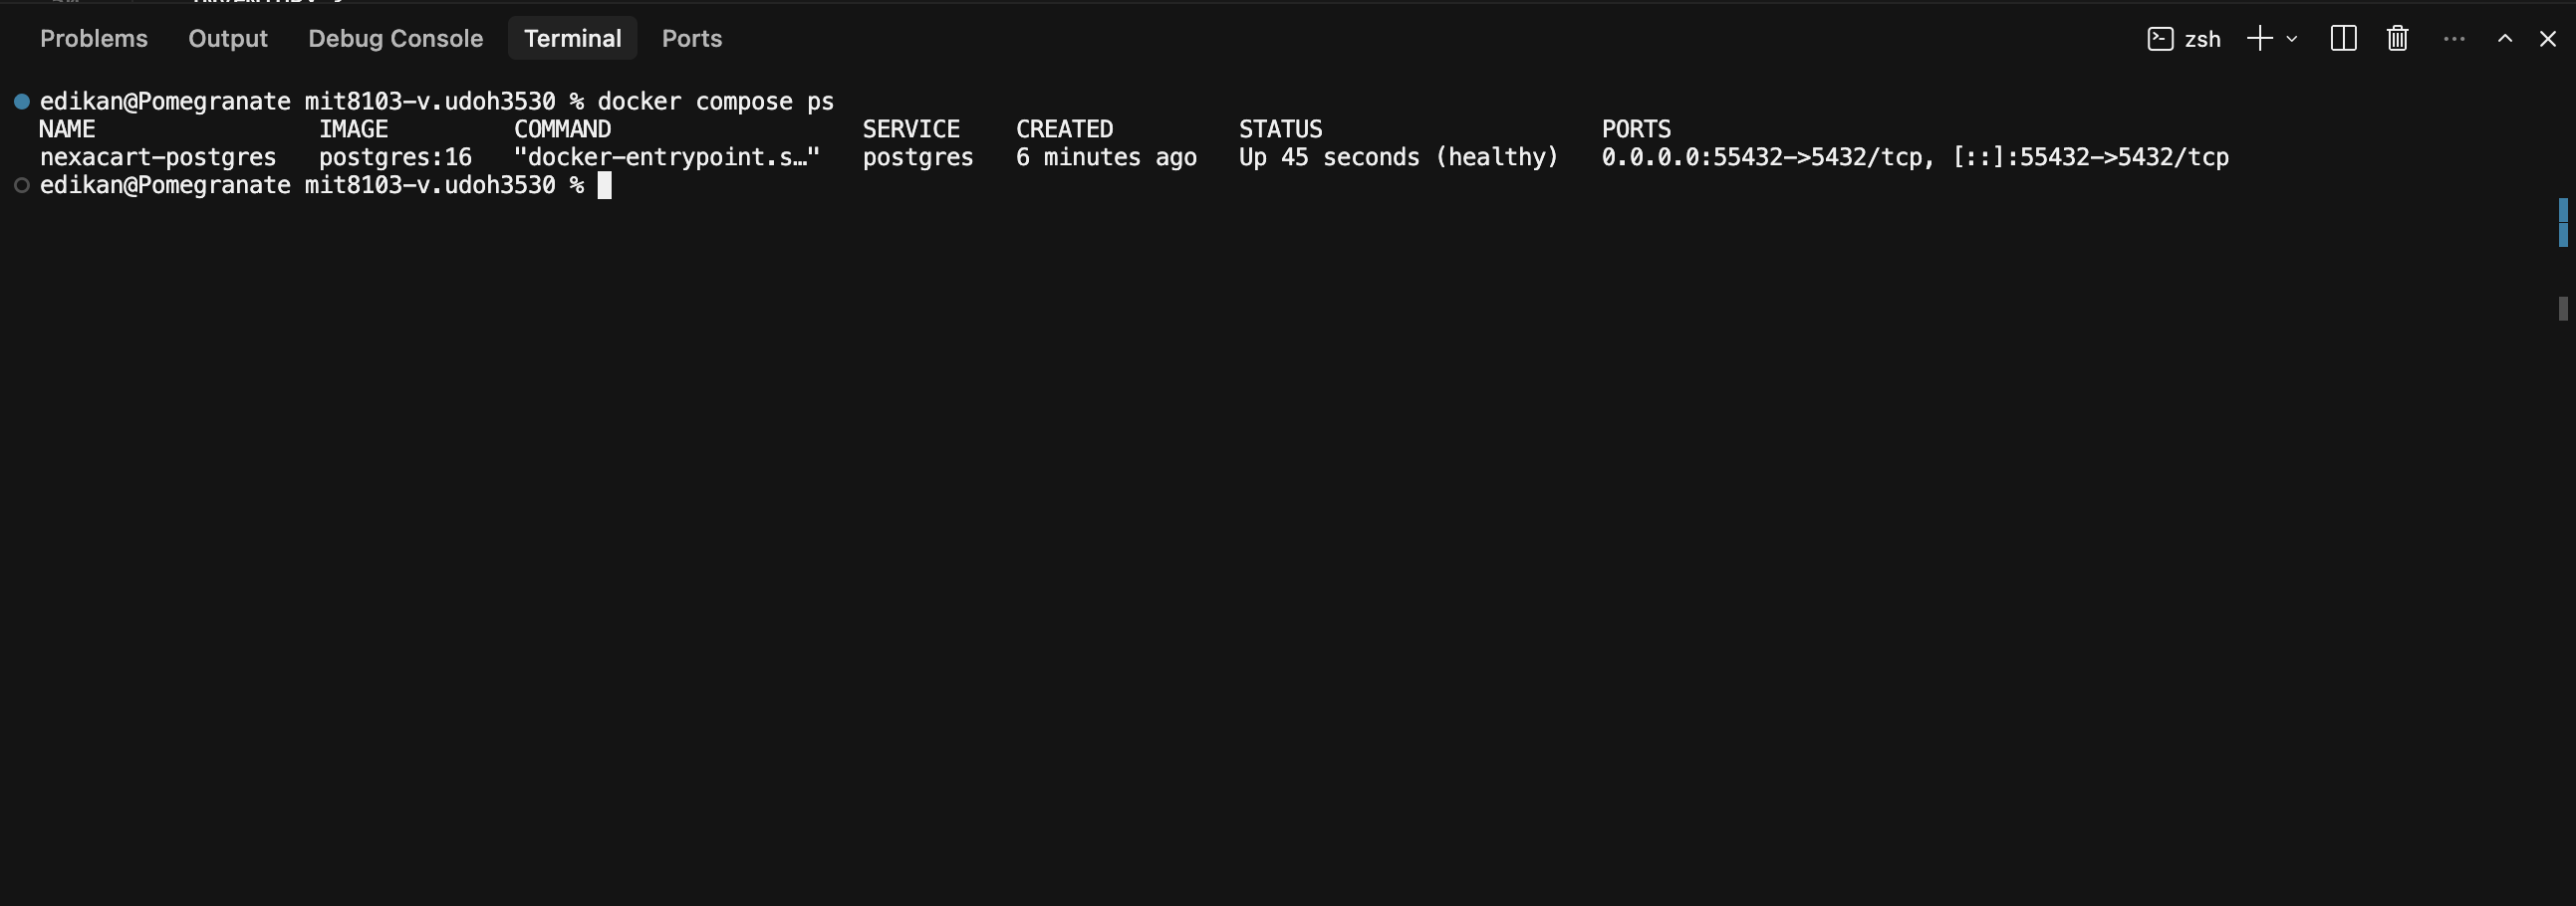 Problems Output Debug Console Terminal Ports zsh
edikan@Pomegranate mit8103-v.udoh3530 % docker compose ps
NAME IMAGE COMMAND SERVICE CREATED STATUS PORTS
nexacart-postgres postgres:16 "docker-entrypoint.s…" postgres 6 minutes ago Up 45 seconds (healthy) 0.0.0.0:55432->5432/tcp, [::]:55432->5432/tcp
edikan@Pomegranate mit8103-v.udoh3530 %